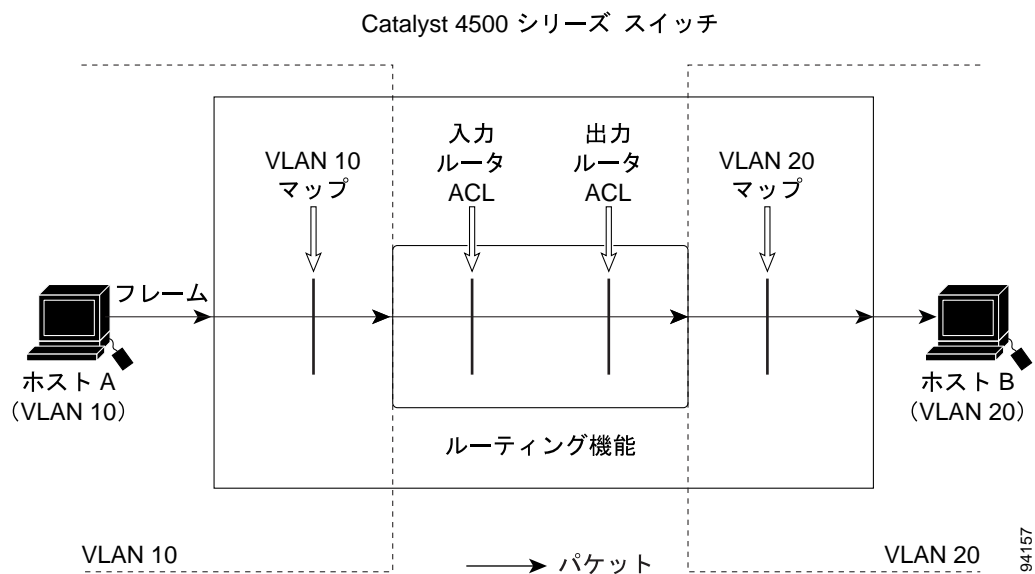 Catalyst 4500 シリーズ スイッチ
VLAN 10
マップ
入力
ルータ
ACL
出力
ルータ
ACL
VLAN 20
マップ
フレーム
ホスト A
（VLAN 10）
ホスト B
（VLAN 20）
ルーティング機能
VLAN 10
パケット
VLAN 20
94157